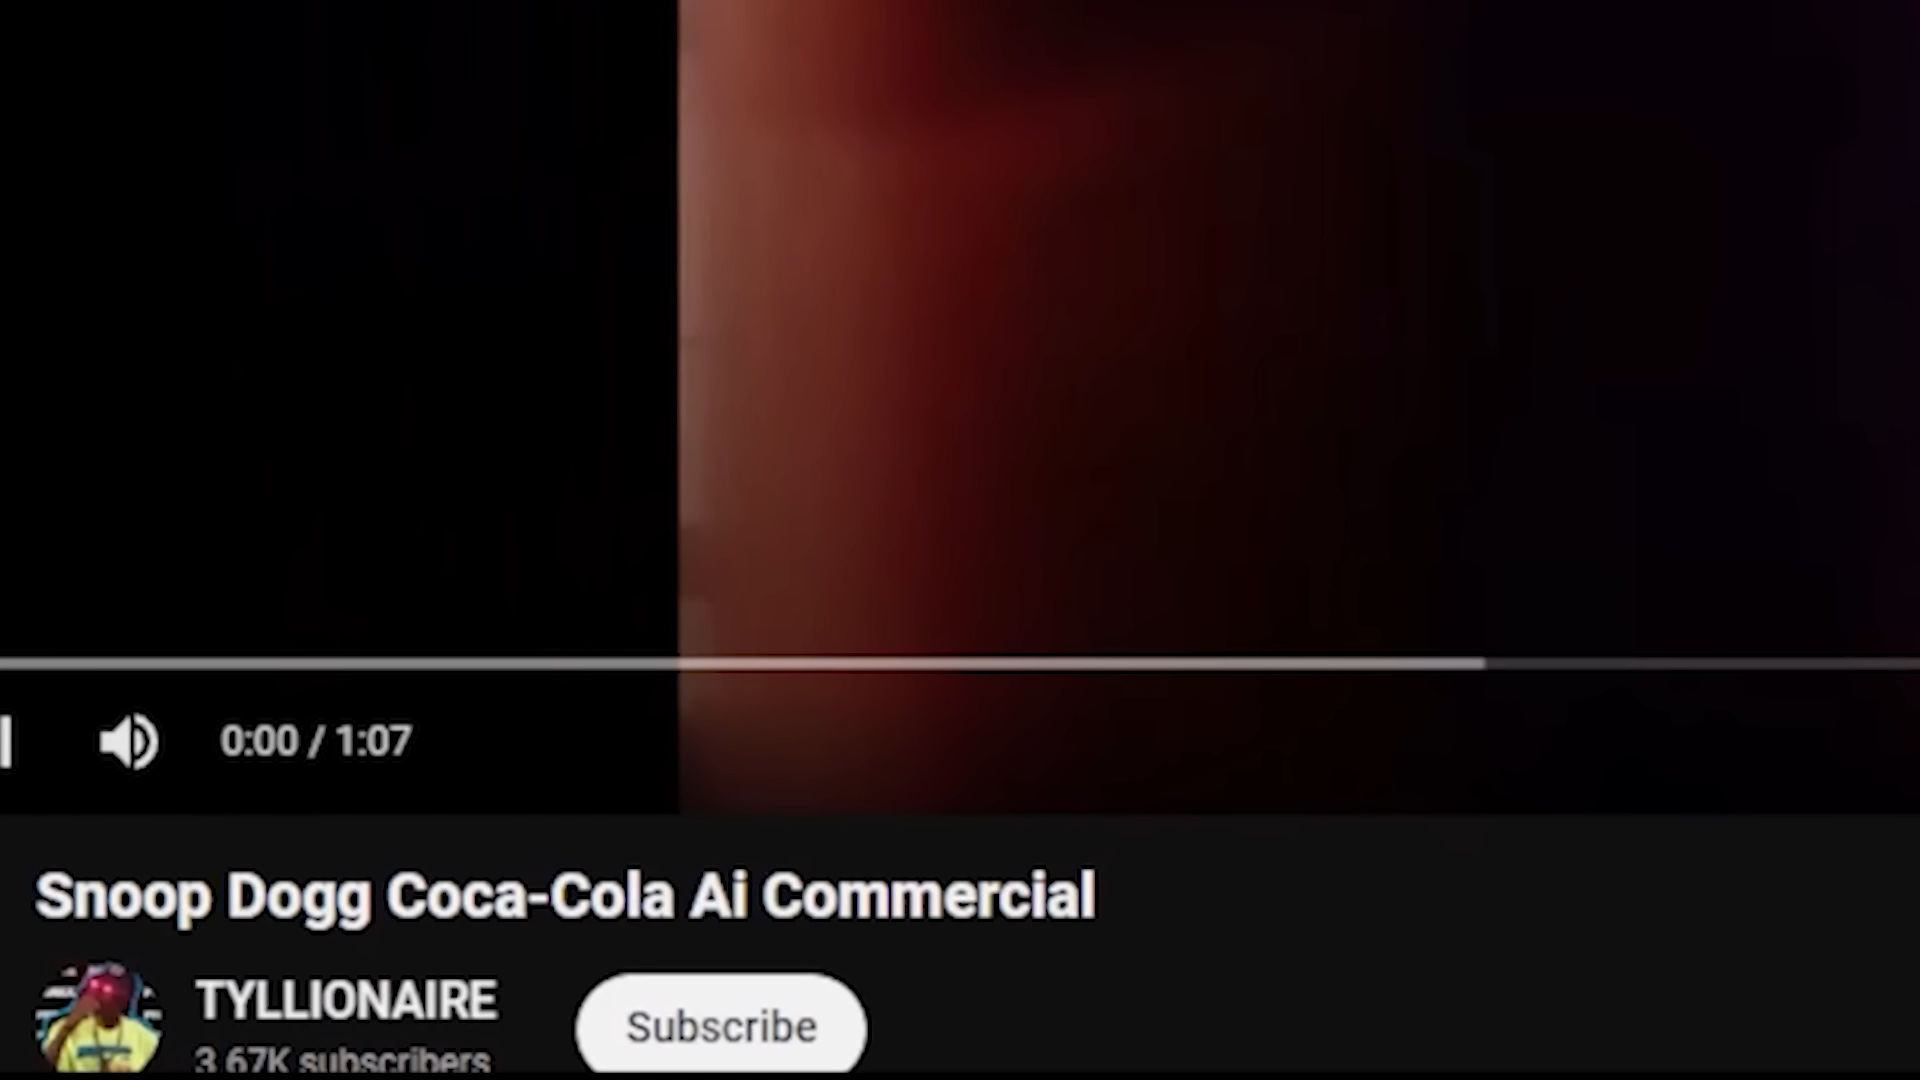 0:00 / 1:07
Snoop Dogg Coca-Cola Ai Commercial
TYLLIONAIRE
Subscribe
3.67K subscribers